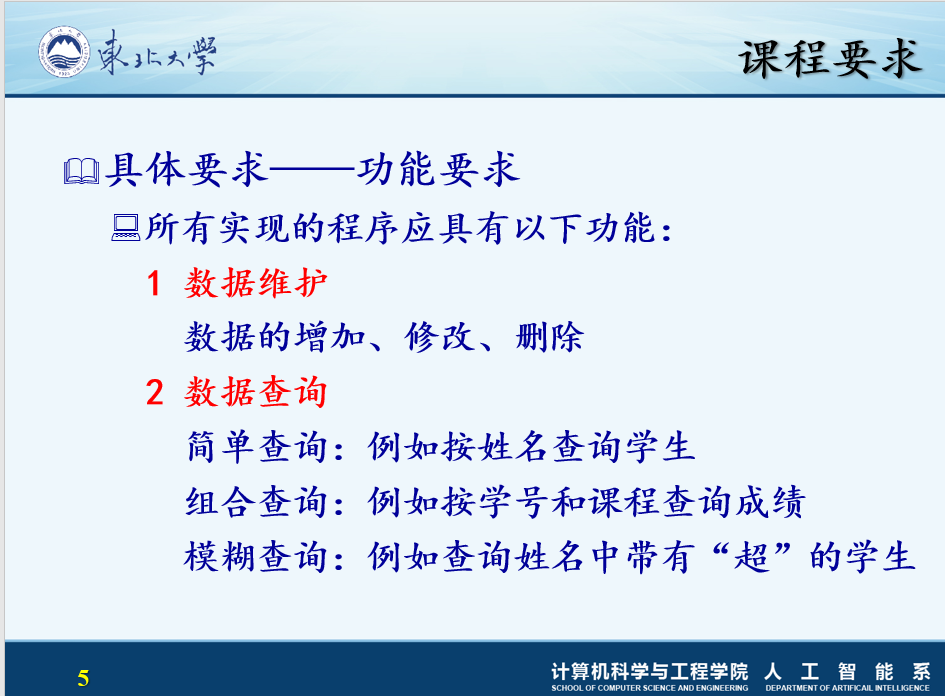 東北大學
课程要求
具体要求——功能要求
所有实现的程序应具有以下功能：
1 数据维护
数据的增加、修改、删除
2 数据查询
简单查询：例如按姓名查询学生
组合查询：例如按学号和课程查询成绩
模糊查询：例如查询姓名中带有“超”的学生
5
计算机科学与工程学院 人工智能系
SCHOOL OF COMPUTER SCIENCE AND ENGINEERING DEPARTMENT OF ARTIFICAIL INTELLIGENCE